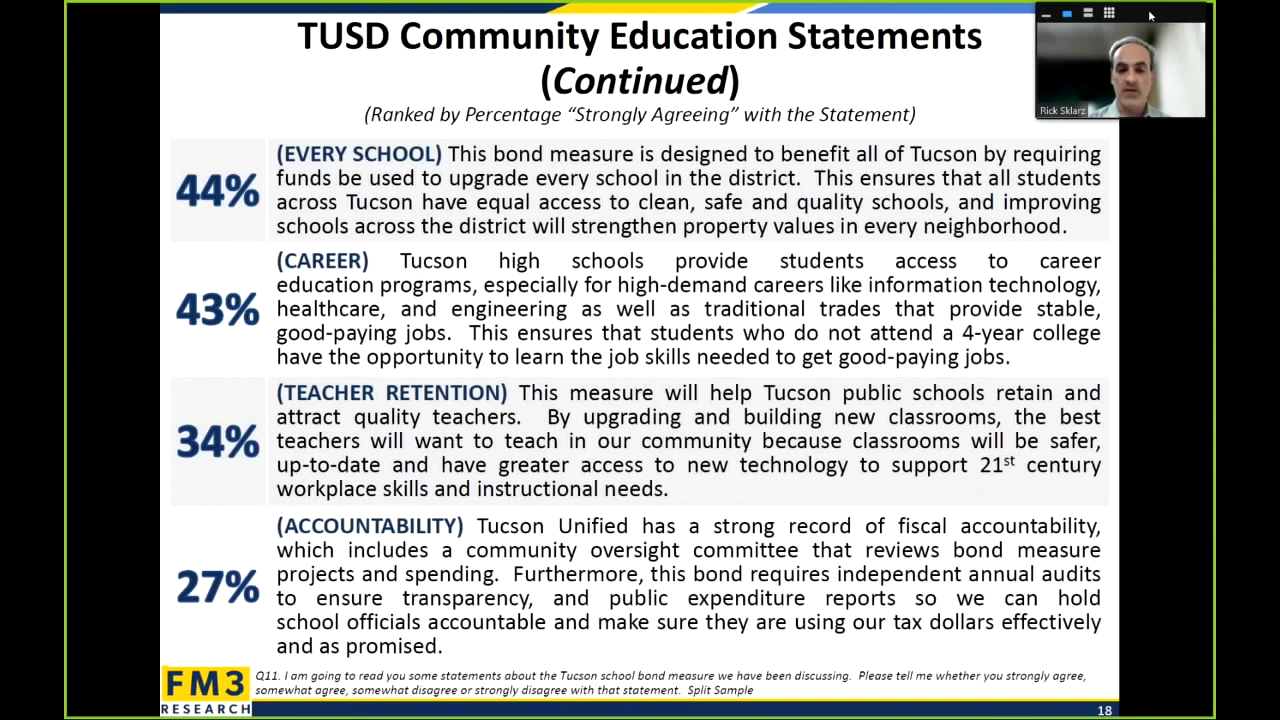 TUSD Community Education Statements
(Continued)
(Ranked by Percentage “Strongly Agreeing” with the Statement)
Rick Sklarz
44%
(EVERY SCHOOL) This bond measure is designed to benefit all of Tucson by requiring
funds be used to upgrade every school in the district. This ensures that all students
across Tucson have equal access to clean, safe and quality schools, and improving
schools across the district will strengthen property values in every neighborhood.
43%
(CAREER) Tucson high schools provide students access to career
education programs, especially for high-demand careers like information technology,
healthcare, and engineering as well as traditional trades that provide stable,
good-paying jobs. This ensures that students who do not attend a 4-year college
have the opportunity to learn the job skills needed to get good-paying jobs.
34%
(TEACHER RETENTION) This measure will help Tucson public schools retain and
attract quality teachers. By upgrading and building new classrooms, the best
teachers will want to teach in our community because classrooms will be safer,
up-to-date and have greater access to new technology to support 21st century
workplace skills and instructional needs.
27%
(ACCOUNTABILITY) Tucson Unified has a strong record of fiscal accountability,
which includes a community oversight committee that reviews bond measure
projects and spending. Furthermore, this bond requires independent annual audits
to ensure transparency, and public expenditure reports so we can hold
school officials accountable and make sure they are using our tax dollars effectively
and as promised.
FM3
RESEARCH
Q11. I am going to read you some statements about the Tucson school bond measure we have been discussing. Please tell me whether you strongly agree,
somewhat agree, somewhat disagree or strongly disagree with that statement. Split Sample
18